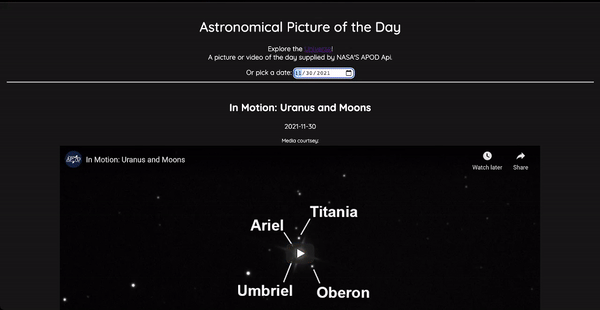 Astronomical Picture of the Day
Explore the Universe!
A picture or video of the day supplied by NASA'S APOD Api.
Or pick a date: 11/30/2021
In Motion: Uranus and Moons
2021-11-30
Media courtsey:
In Motion: Uranus and Moons
Watch later
Share
Titania
Ariel
Umbriel
Oberon